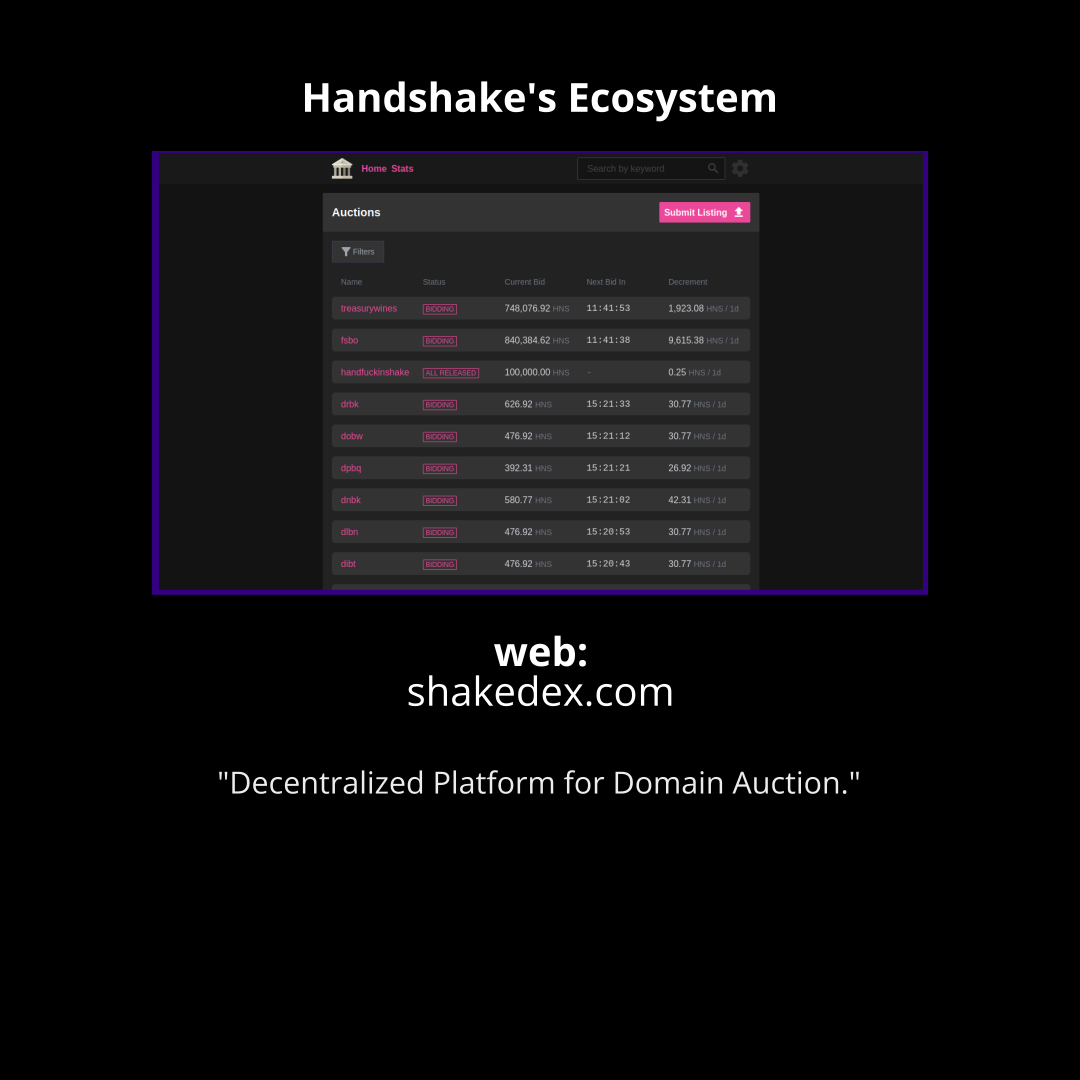 Handshake's Ecosystem
Home Stats Search by keyword
Auctions Submit Listing
Filters
Name Status Current Bid Next Bid In Decrement
treasurywines BIDDING 748,076.92 HNS 11:41:53 1,923.08 HNS / 1d
fsbo BIDDING 840,384.62 HNS 11:41:38 9,615.38 HNS / 1d
handfuckinshake ALL RELEASED 100,000.00 HNS - 0.25 HNS / 1d
drbk BIDDING 626.92 HNS 15:21:33 30.77 HNS / 1d
dobw BIDDING 476.92 HNS 15:21:12 30.77 HNS / 1d
dpbq BIDDING 392.31 HNS 15:21:21 26.92 HNS / 1d
dnbk BIDDING 580.77 HNS 15:21:02 42.31 HNS / 1d
dlbn BIDDING 476.92 HNS 15:20:53 30.77 HNS / 1d
dibt BIDDING 476.92 HNS 15:20:43 30.77 HNS / 1d
web:
shakedex.com
"Decentralized Platform for Domain Auction."